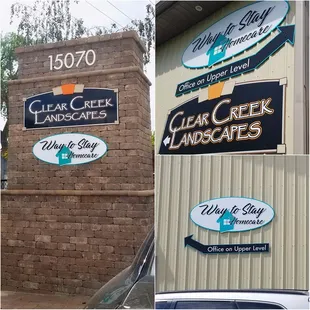 15070
CLEAR CREEK
LANDSCAPES
Way to Stay
Homecare
Way to Stay
Homecare
Office on Upper Level
CLEAR CREEK
LANDSCAPES
Way to Stay
Homecare
Office on Upper Level